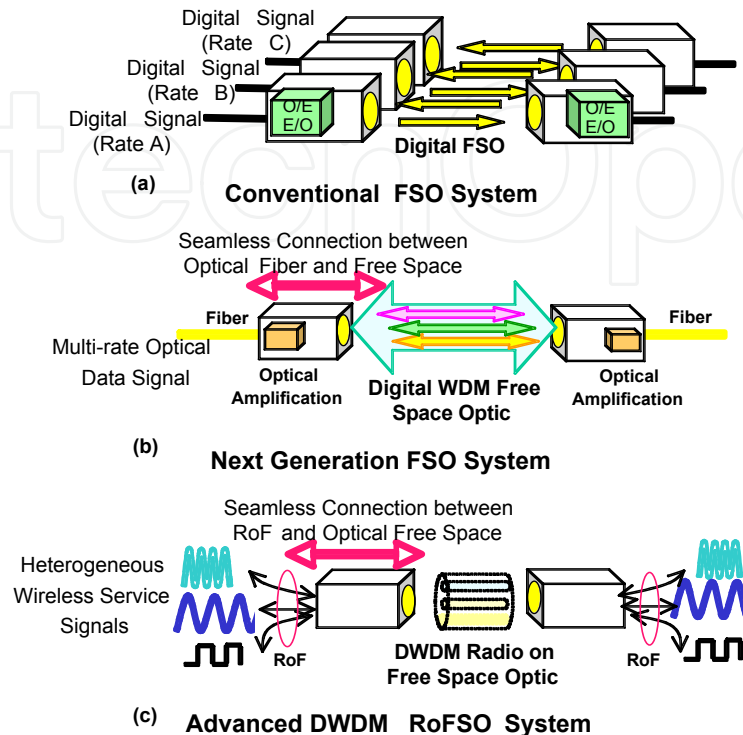 Digital Signal
(Rate C)
Digital Signal
(Rate B)
Digital Signal
(Rate A)
O/E
E/O
O/E
E/O
Digital FSO
(a)
Conventional FSO System
Seamless Connection between
Optical Fiber and Free Space
Fiber
Fiber
Multi-rate Optical
Data Signal
Optical
Amplification
Digital WDM Free
Space Optic
Optical
Amplification
(b)
Next Generation FSO System
Seamless Connection between
RoF and Optical Free Space
Heterogeneous
Wireless Service
Signals
RoF
DWDM Radio on
Free Space Optic
RoF
(c)
Advanced DWDM RoFSO System